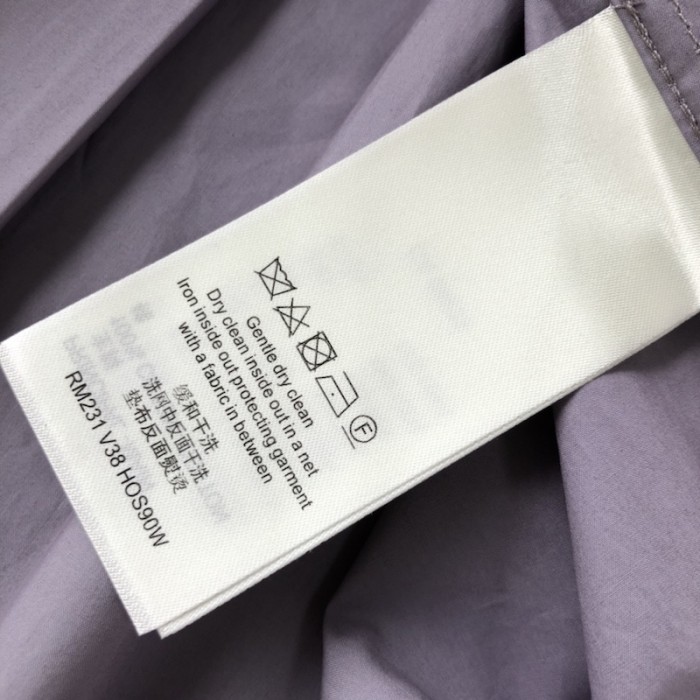 F
Gentle dry clean
Dry clean inside out in a net
Iron inside out protecting garment
with a fabric in between
缓和干洗
洗网中反面干洗
垫布反面熨烫
RM231 V38 HOS90W